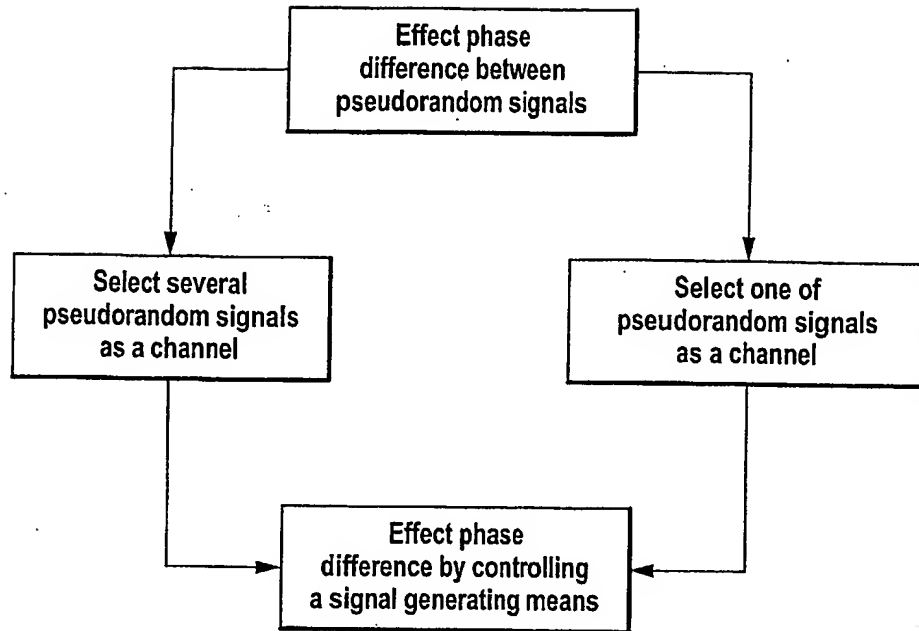 Effect phase
difference between
pseudorandom signals
Select several
pseudorandom signals
as a channel
Select one of
pseudorandom signals
as a channel
Effect phase
difference by controlling
a signal generating means